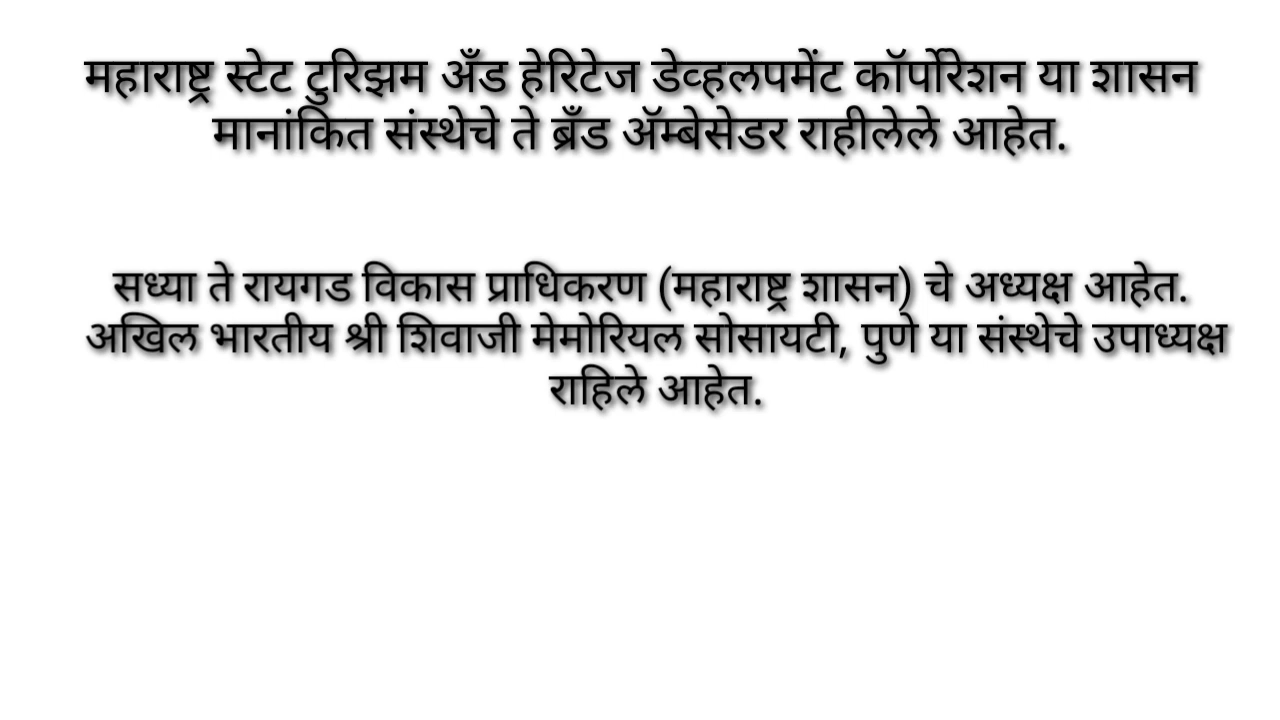 महाराष्ट्र स्टेट टुरिझम अँड हेरिटेज डेव्हलपमेंट कॉर्पोरेशन या शासन
मानांकित संस्थेचे ते ब्रँड ॲम्बेसेडर राहीलेले आहेत.
सध्या ते रायगड विकास प्राधिकरण (महाराष्ट्र शासन) चे अध्यक्ष आहेत.
अखिल भारतीय श्री शिवाजी मेमोरियल सोसायटी, पुणे या संस्थेचे उपाध्यक्ष
राहिले आहेत.